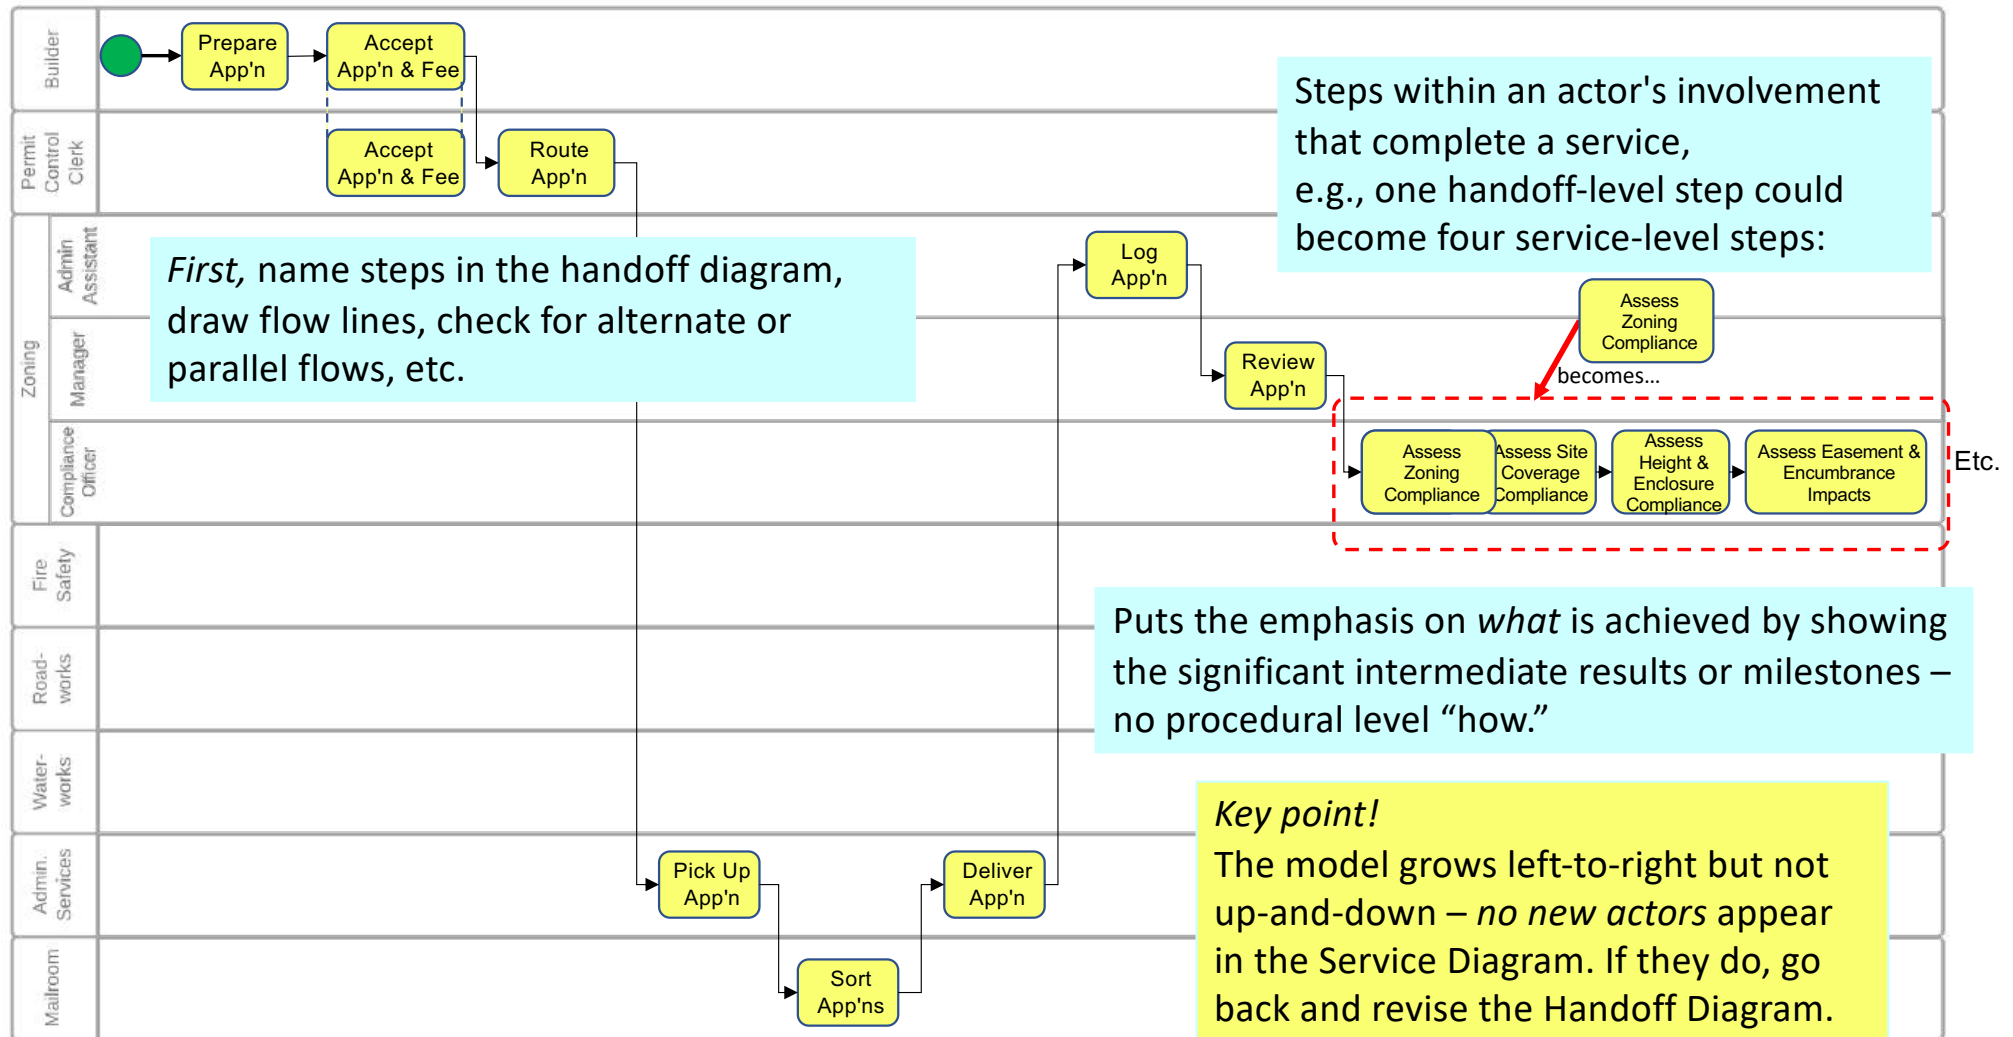 Builder
Prepare
App'n
Accept
App'n & Fee
Permit
Control
Clerk
Accept
App'n & Fee
Route
App'n
Steps within an actor's involvement
that complete a service,
e.g., one handoff-level step could
become four service-level steps:
Zoning
Admin
Assistant
First, name steps in the handoff diagram,
draw flow lines, check for alternate or
parallel flows, etc.
Log
App'n
Assess
Zoning
Compliance
Manager
Review
App'n
becomes…
Compliance
Officer
Assess
Zoning
Compliance
Assess Site
Coverage
Compliance
Assess
Height &
Enclosure
Compliance
Assess Easement &
Encumbrance
Impacts
Etc.
Fire
Safety
Puts the emphasis on what is achieved by showing
the significant intermediate results or milestones –
no procedural level “how.”
Road-
works
Water-
works
Admin.
Services
Pick Up
App'n
Deliver
App'n
Key point!
The model grows left-to-right but not
up-and-down – no new actors appear
in the Service Diagram. If they do, go
back and revise the Handoff Diagram.
Mailroom
Sort
App'ns